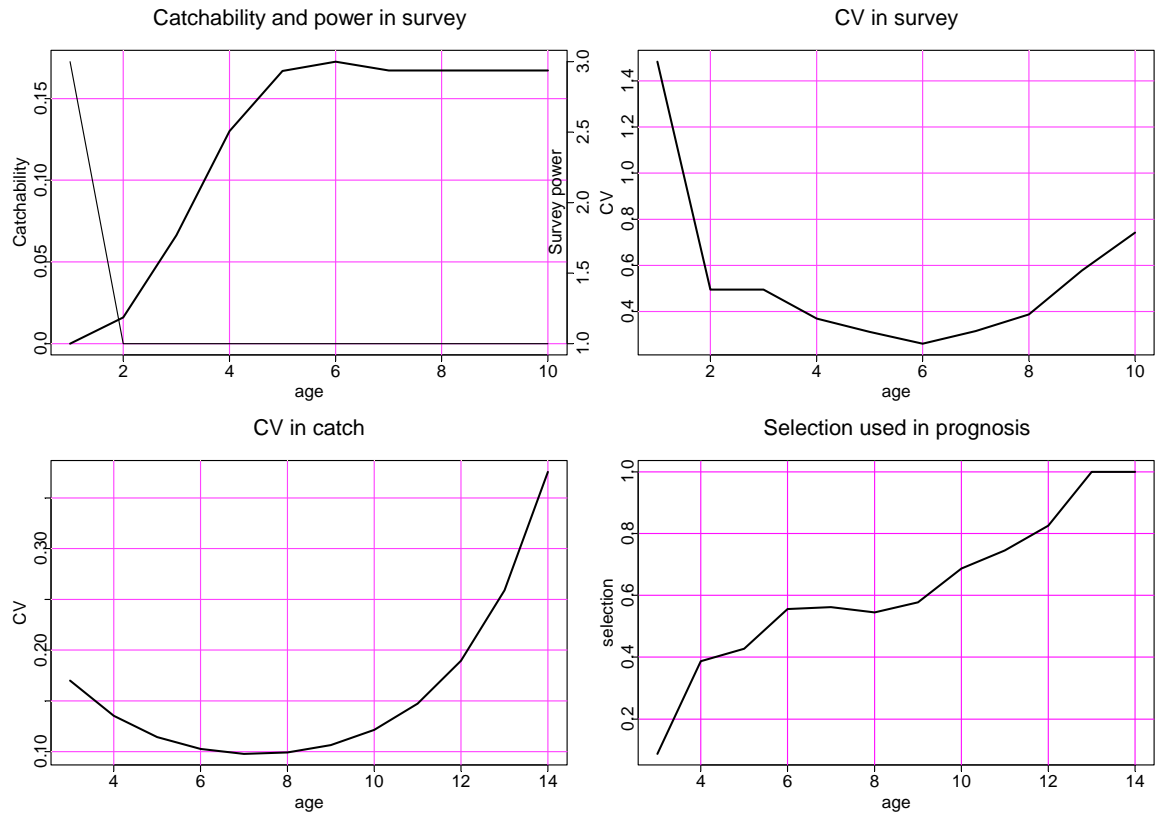 Catchability and power in survey
Catchability
0.0 0.05 0.10 0.15
Survey power
1.0 1.5 2.0 2.5 3.0
2 4 6 8 10
age
CV in survey
CV
0.4 0.6 0.8 1.0 1.2 1.4
2 4 6 8 10
age
CV in catch
CV
0.10 0.20 0.30
4 6 8 10 12 14
age
Selection used in prognosis
selection
0.2 0.4 0.6 0.8 1.0
4 6 8 10 12 14
age